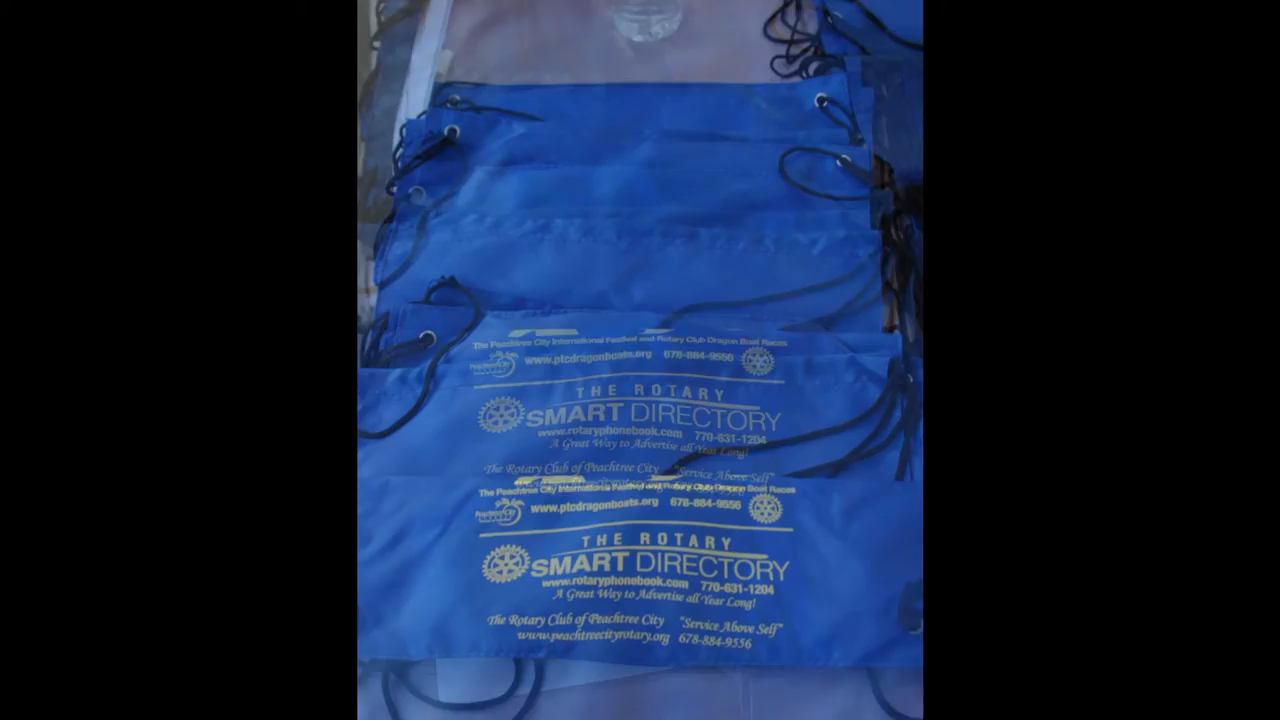 The Peachtree City International Festival and Rotary Club Dragon Boat Races
www.ptcdragonboats.org 678-884-9556
THE ROTARY
SMART DIRECTORY
www.rotaryphonebook.com 770-631-1204
A Great Way to Advertise all Year Long!
The Rotary Club of Peachtree City "Service Above Self"
The Peachtree City International Festival and Rotary Club Dragon Boat Races
Peachtree City
www.ptcdragonboats.org 678-884-9556
THE ROTARY
SMART DIRECTORY
www.rotaryphonebook.com 770-631-1204
A Great Way to Advertise all Year Long!
The Rotary Club of Peachtree City "Service Above Self"
www.peachtreecityrotary.org 678-884-9556